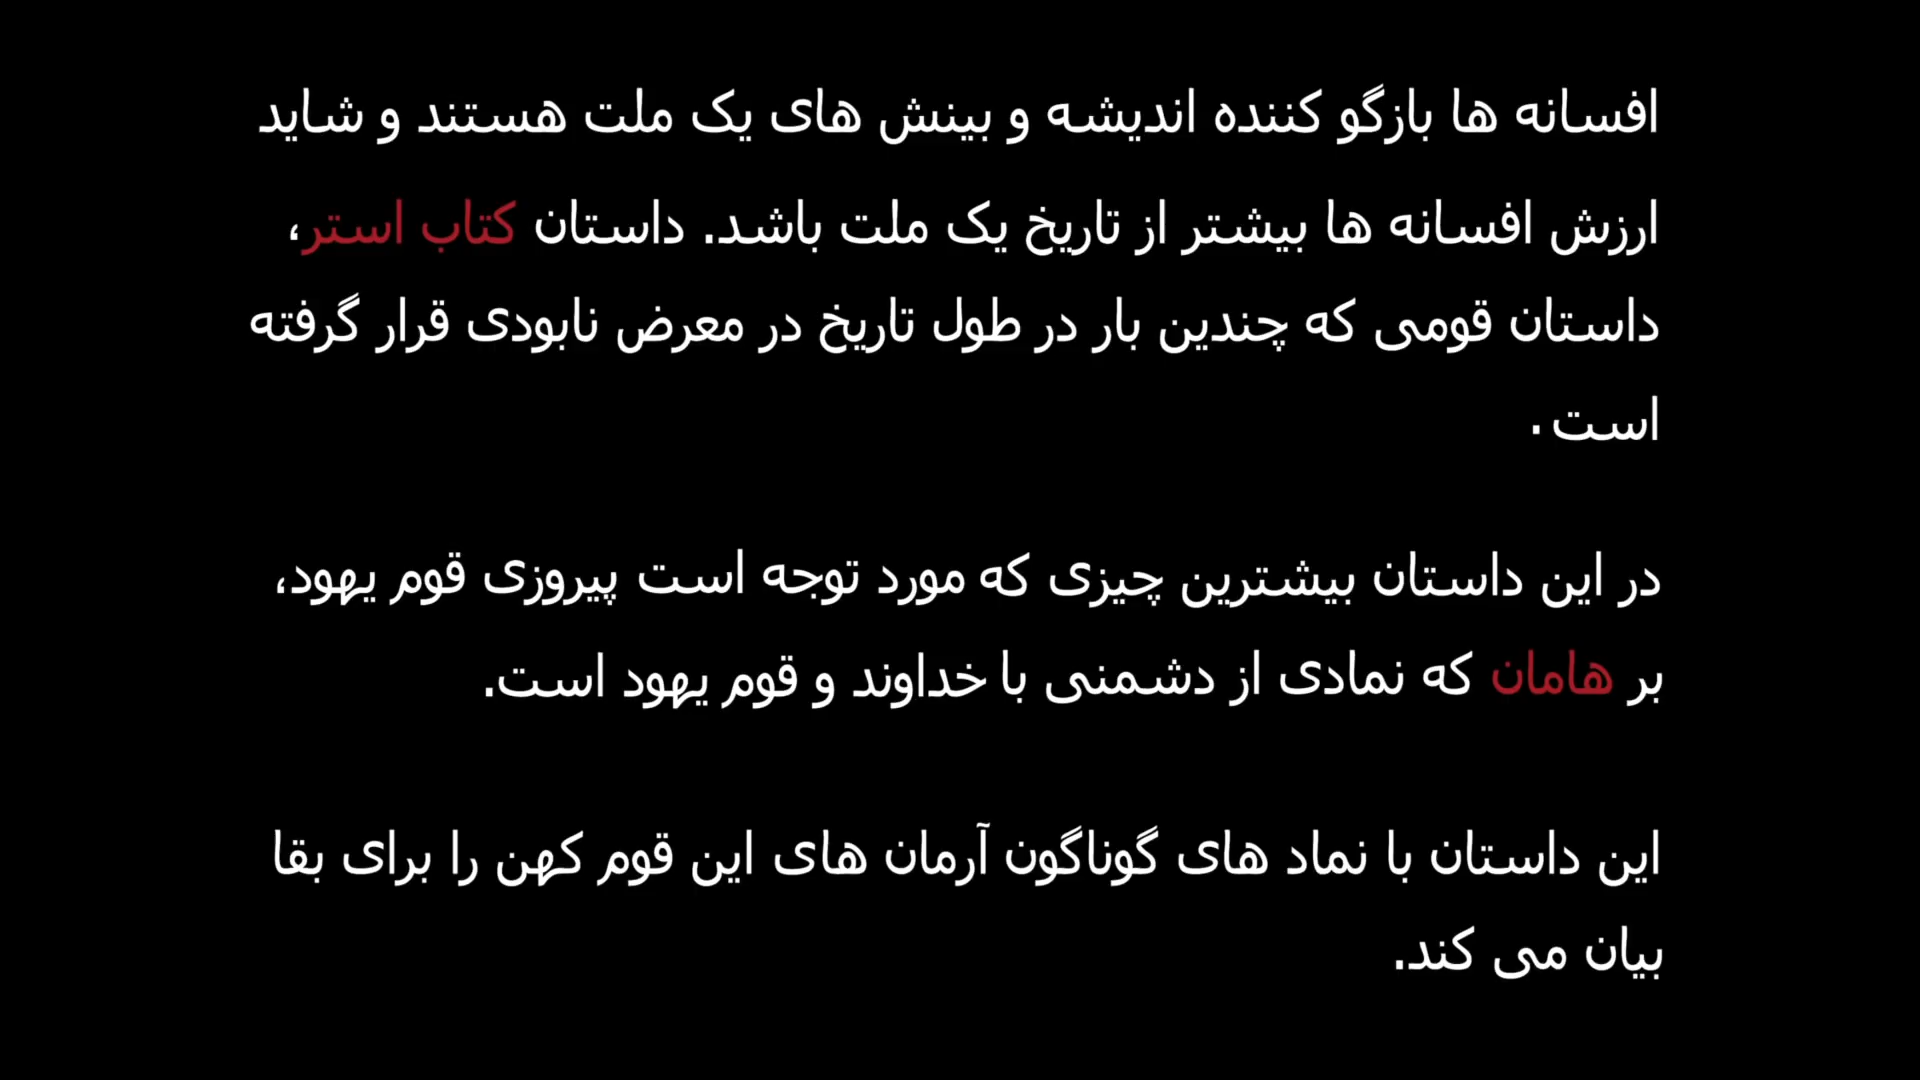 افسانه ها بازگو کننده اندیشه و بینش های یک ملت هستند و شاید
ارزش افسانه ها بیشتر از تاریخ یک ملت باشد. داستان کتاب استر،
داستان قومی که چندین بار در طول تاریخ در معرض نابودی قرار گرفته
است.
در این داستان بیشترین چیزی که مورد توجه است پیروزی قوم یهود،
بر هامان که نمادی از دشمنی با خداوند و قوم یهود است.
این داستان با نماد های گوناگون آرمان های این قوم کهن را برای بقا
بیان می کند.